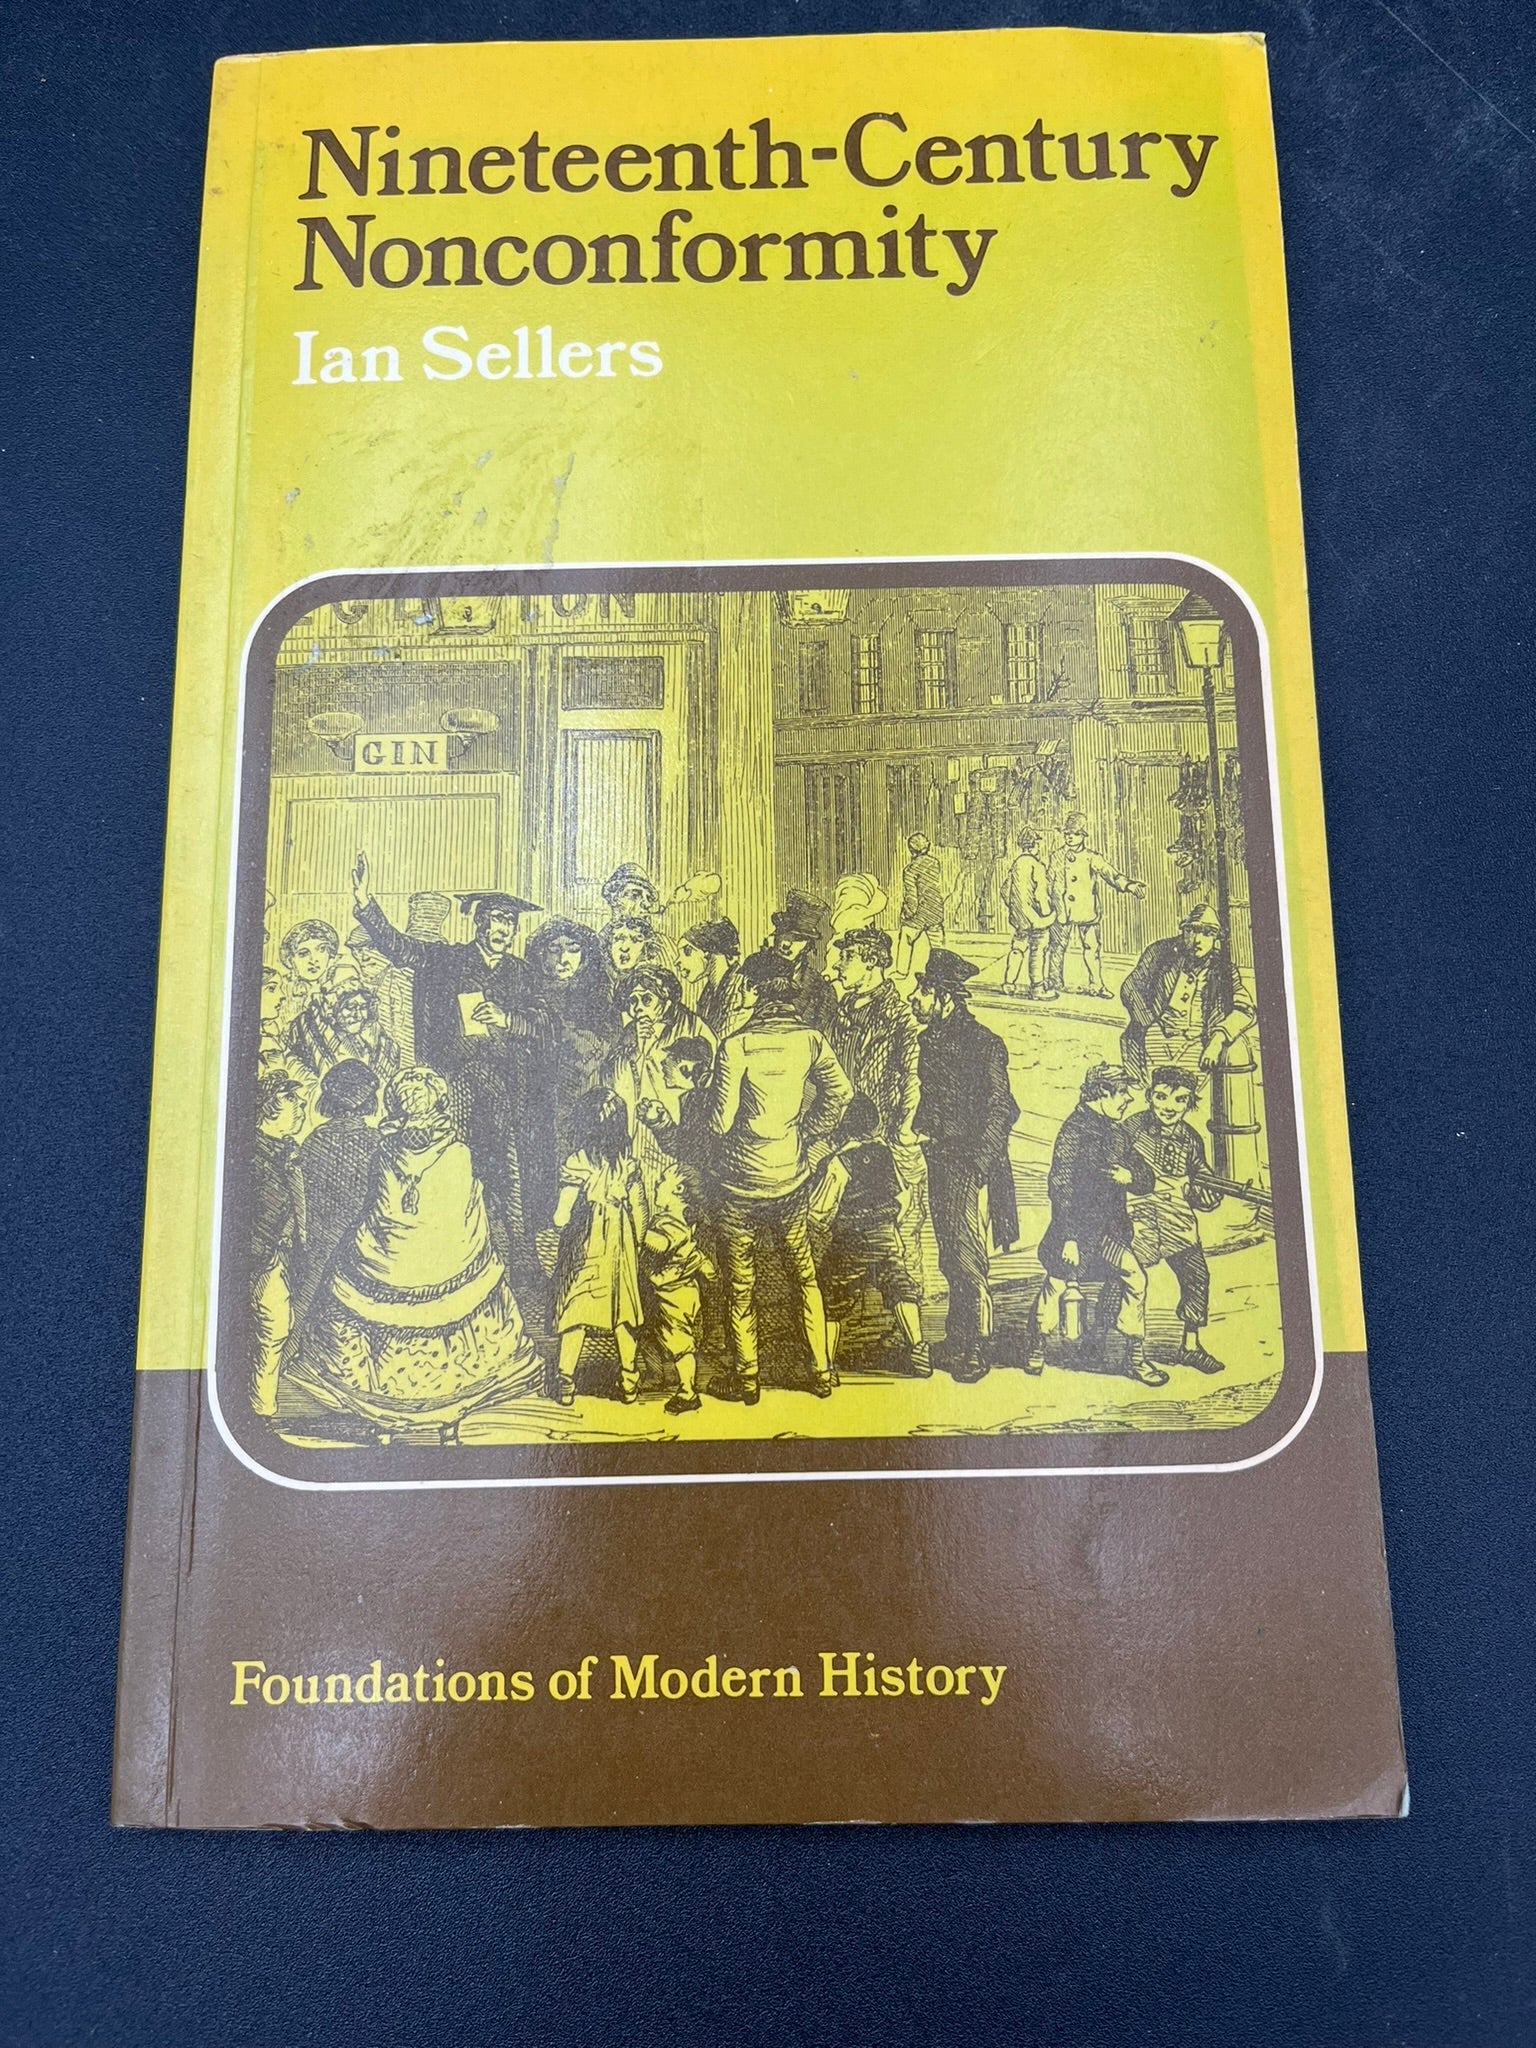 Nineteenth-Century
Nonconformity
Ian Sellers
GIN
Foundations of Modern History